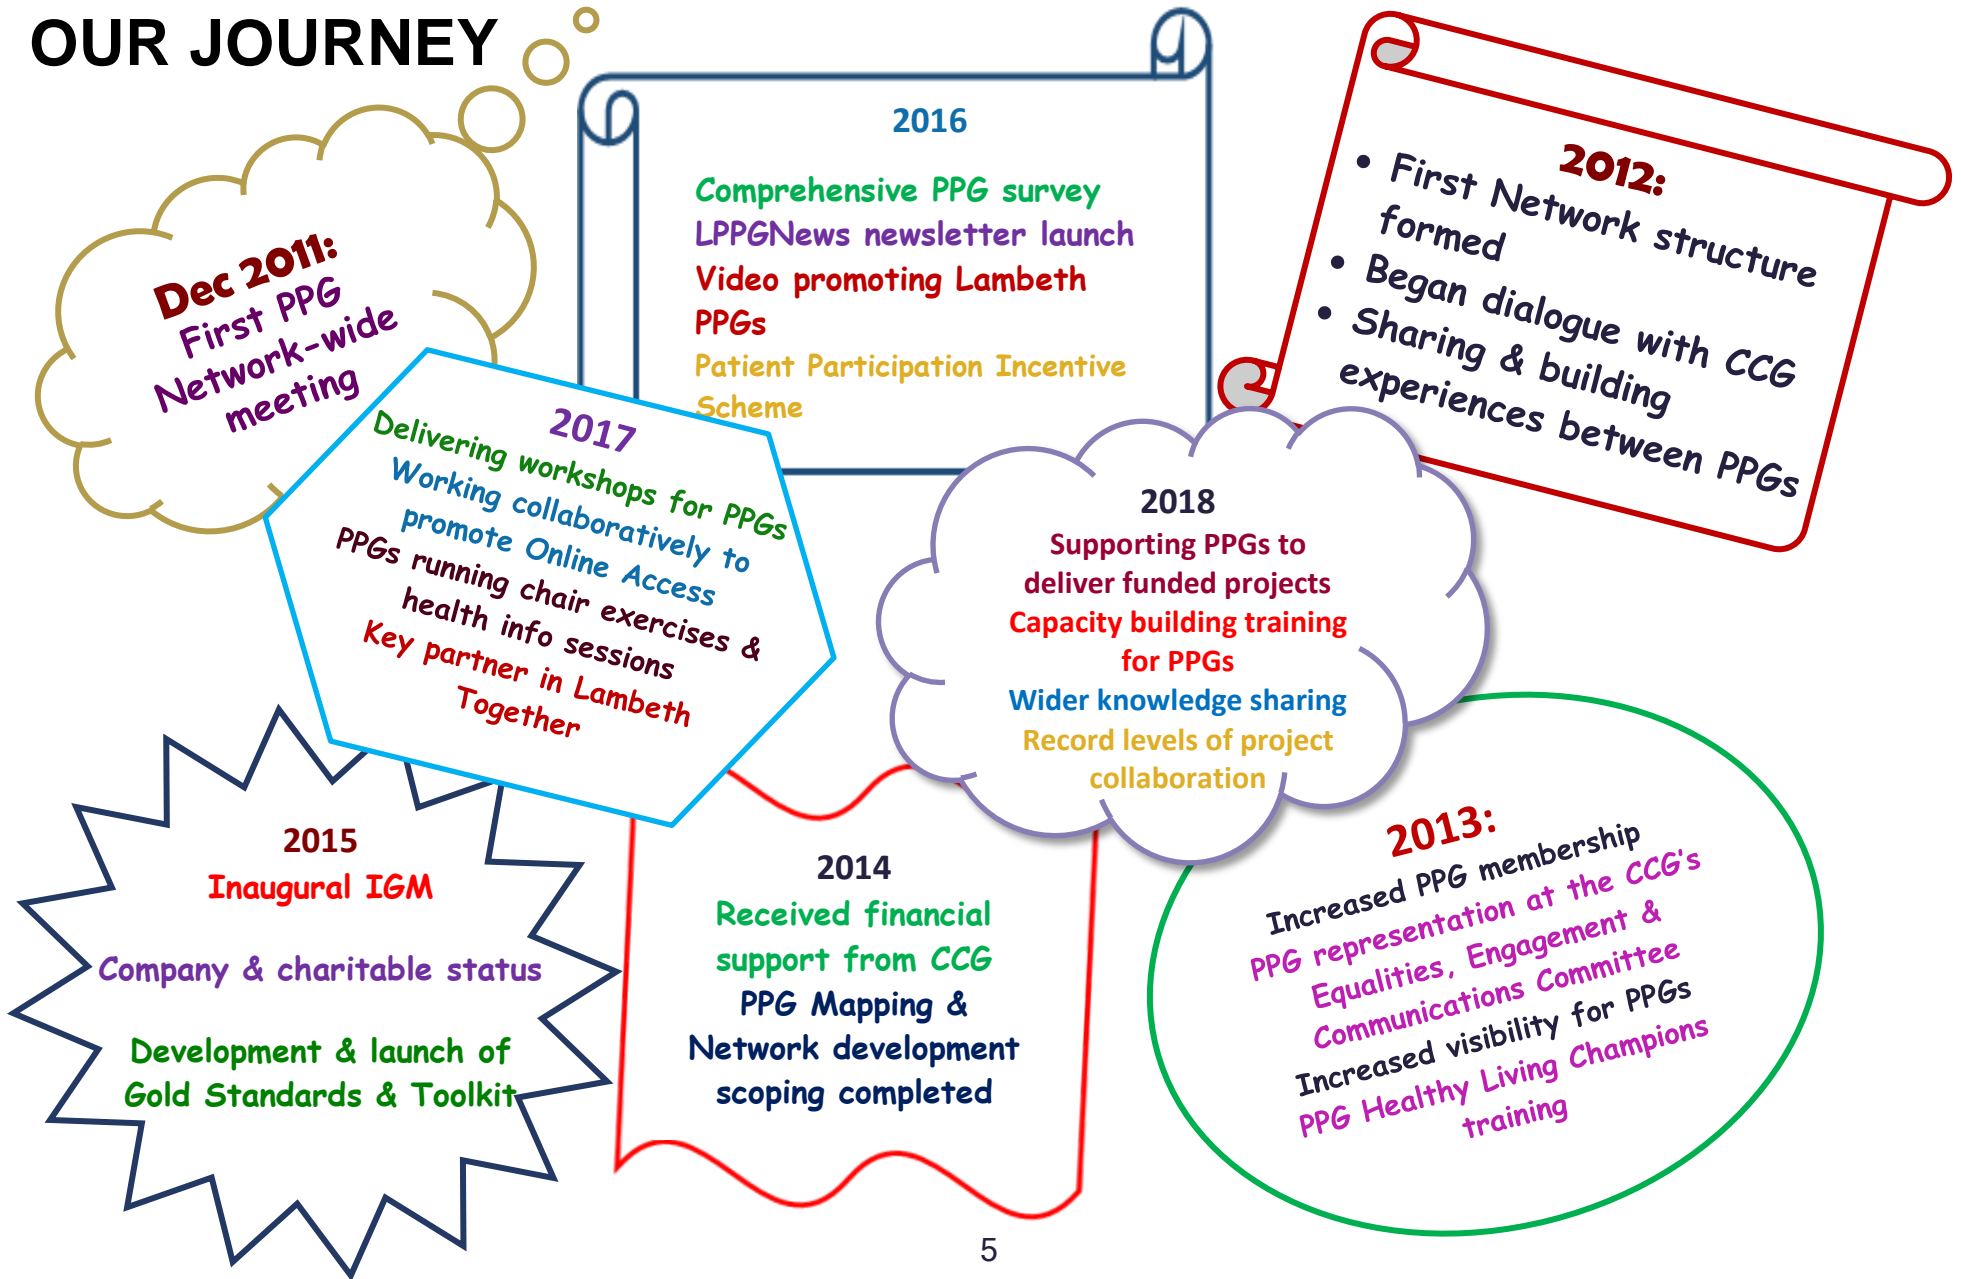 OUR JOURNEY
Dec 2011:
First PPG
Network-wide
meeting
2016
Comprehensive PPG survey
LPPGNews newsletter launch
Video promoting Lambeth
PPGs
Patient Participation Incentive
Scheme
2012:
• First Network structure
formed
• Began dialogue with CCG
• Sharing & building
experiences between PPGs
2017
Delivering workshops for PPGs
Working collaboratively to
promote Online Access
PPGs running chair exercises &
health info sessions
Key partner in Lambeth
Together
2018
Supporting PPGs to
deliver funded projects
Capacity building training
for PPGs
Wider knowledge sharing
Record levels of project
collaboration
2015
Inaugural IGM
Company & charitable status
Development & launch of
Gold Standards & Toolkit
2014
Received financial
support from CCG
PPG Mapping &
Network development
scoping completed
2013:
Increased PPG membership
PPG representation at the CCG's
Equalities, Engagement &
Communications Committee
Increased visibility for PPGs
PPG Healthy Living Champions
training
5